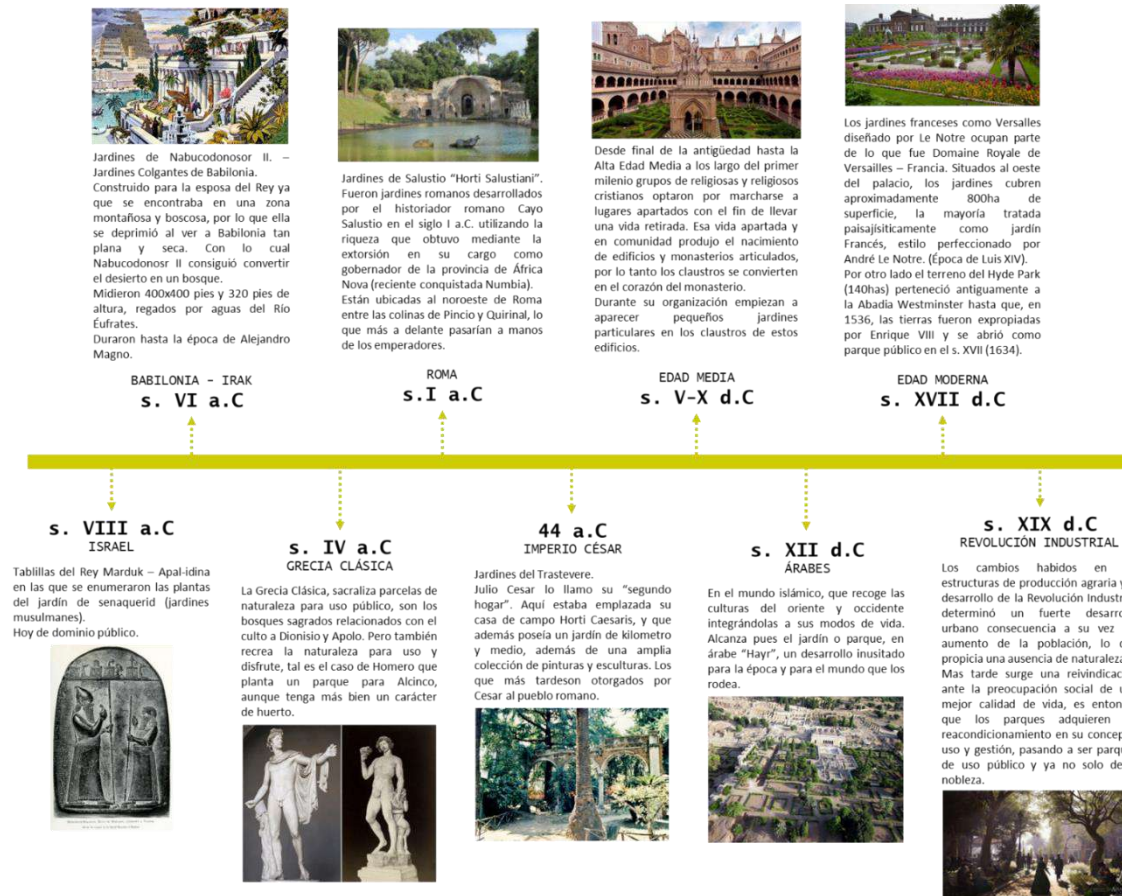 Jardines de Nabucodonosor II. –
Jardines Colgantes de Babilonia.
Construido para la esposa del Rey ya
que se encontraba en una zona
montañosa y boscosa, por lo que ella
se deprimió al ver a Babilonia tan
plana y seca. Con lo cual
Nabucodonosr II consiguió convertir
el desierto en un bosque.
Midieron 400x400 pies y 320 pies de
altura, regados por aguas del Río
Éufrates.
Duraron hasta la época de Alejandro
Magno.
BABILONIA - IRAK
s. VI a.C
Jardines de Salustio “Horti Salustiani”.
Fueron jardines romanos desarrollados
por el historiador romano Cayo
Salustio en el siglo I a.C. utilizando la
riqueza que obtuvo mediante la
extorsión en su cargo como
gobernador de la provincia de África
Nova (reciente conquistada Numbia).
Están ubicadas al noroeste de Roma
entre las colinas de Pincio y Quirinal, lo
que más a delante pasarían a manos
de los emperadores.
ROMA
s.I a.C
Desde final de la antigüedad hasta la
Alta Edad Media a los largo del primer
milenio grupos de religiosas y religiosos
cristianos optaron por marcharse a
lugares apartados con el fin de llevar
una vida retirada. Esa vida apartada y
en comunidad produjo el nacimiento
de edificios y monasterios articulados,
por lo tanto los claustros se convierten
en el corazón del monasterio.
Durante su organización empiezan a
aparecer pequeños jardines
particulares en los claustros de estos
edificios.
EDAD MEDIA
s. V-X d.C
Los jardines franceses como Versalles
diseñado por Le Notre ocupan parte
de lo que fue Domaine Royale de
Versailles – Francia. Situados al oeste
del palacio, los jardines cubren
aproximadamente 800ha de
superficie, la mayoría tratada
paisajísiticamente como jardín
Francés, estilo perfeccionado por
André Le Notre. (Época de Luis XIV).
Por otro lado el terreno del Hyde Park
(140has) perteneció antiguamente a
la Abadia Westminster hasta que, en
1536, las tierras fueron expropiadas
por Enrique VIII y se abrió como
parque público en el s. XVII (1634).
EDAD MODERNA
s. XVII d.C
s. VIII a.C
ISRAEL
Tablillas del Rey Marduk – Apal-idina
en las que se enumeraron las plantas
del jardín de senaquerid (jardines
musulmanes).
Hoy de dominio público.
s. IV a.C
GRECIA CLÁSICA
La Grecia Clásica, sacraliza parcelas de
naturaleza para uso público, son los
bosques sagrados relacionados con el
culto a Dionisio y Apolo. Pero también
recrea la naturaleza para uso y
disfrute, tal es el caso de Homero que
planta un parque para Alcinco,
aunque tenga más bien un carácter
de huerto.
44 a.C
IMPERIO CÉSAR
Jardines del Trastevere.
Julio Cesar lo llamo su “segundo
hogar”. Aquí estaba emplazada su
casa de campo Horti Caesaris, y que
además poseía un jardín de kilometro
y medio, además de una amplia
colección de pinturas y esculturas. Los
que más tardeson otorgados por
Cesar al pueblo romano.
s. XII d.C
ÁRABES
En el mundo islámico, que recoge las
culturas del oriente y occidente
integrándolas a sus modos de vida.
Alcanza pues el jardín o parque, en
árabe “Hayr”, un desarrollo inusitado
para la época y para el mundo que los
rodea.
s. XIX d.C
REVOLUCIÓN INDUSTRIAL
Los cambios habidos en
estructuras de producción agraria y
desarrollo de la Revolución Industr
determinó un fuerte desarro
urbano consecuencia a su vez
aumento de la población, lo
propicia una ausencia de naturaleza
Mas tarde surge una reivindicac
ante la preocupación social de u
mejor calidad de vida, es enton
que los parques adquieren
reacondicionamiento en su concep
uso y gestión, pasando a ser parqu
de uso público y ya no solo de
nobleza.